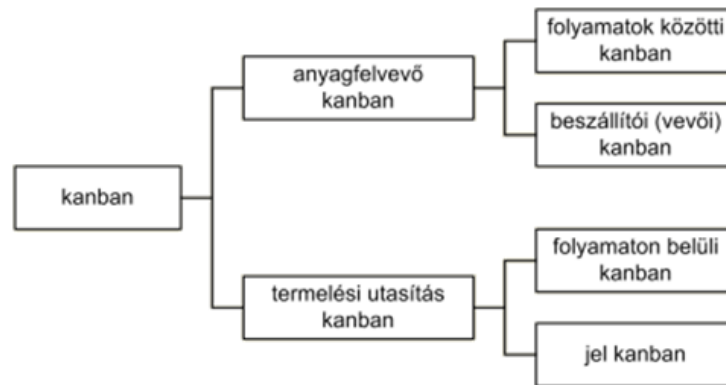 kanban
anyagfelvevő
kanban
folyamatok közötti
kanban
beszállítói (vevői)
kanban
termelési utasítás
kanban
folyamaton belüli
kanban
jel kanban